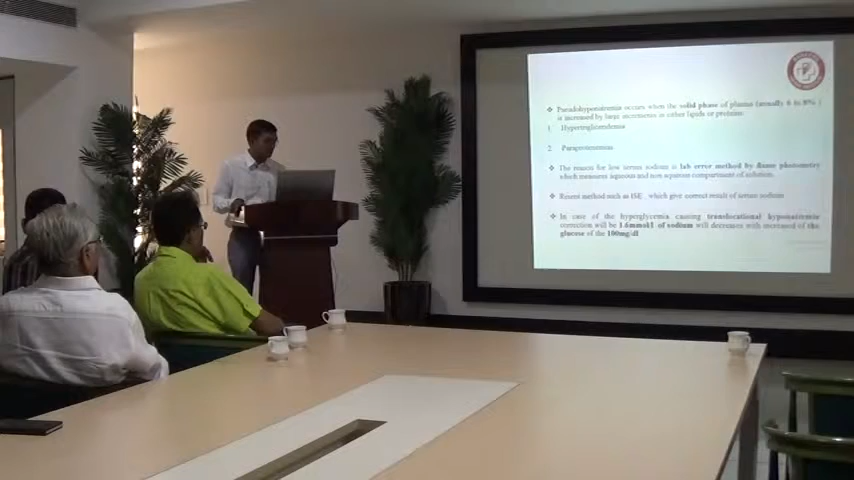 ❖ Pseudohyponatremia occurs when the solid phase of plasma (usually 6 to 8% )
is increased by large increments in either lipids or proteins:
1. Hypertriglyceridemia
2. Paraproteinemias
❖ The reason for low serum sodium is lab error method by flame photometry
which measures aqueous and non aqueous compartment of solution.
❖ Recent method such as ISE , which give correct result of serum sodium
❖ In case of the hyperglycemia causing translocational hyponatremia
correction will be 1.6mmol/l of sodium will decreases with increased of the
glucose of the 100mg/dl